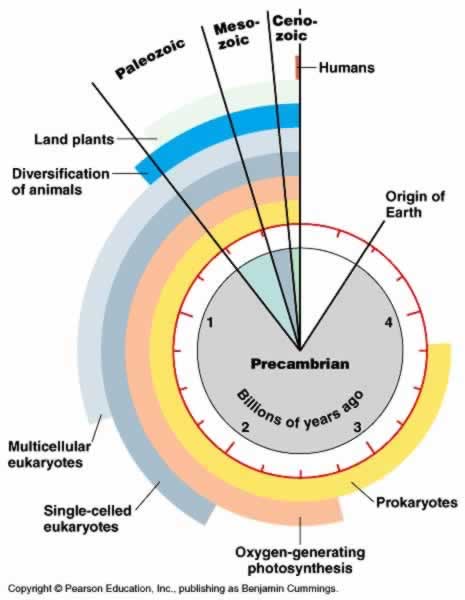 Paleozoic
Meso-
zoic
Ceno-
zoic
Humans
Land plants
Diversification
of animals
Origin of
Earth
1
4
Precambrian
Billions of years ago
2
3
Multicellular
eukaryotes
Single-celled
eukaryotes
Prokaryotes
Oxygen-generating
photosynthesis
Copyright © Pearson Education, Inc., publishing as Benjamin Cummings.